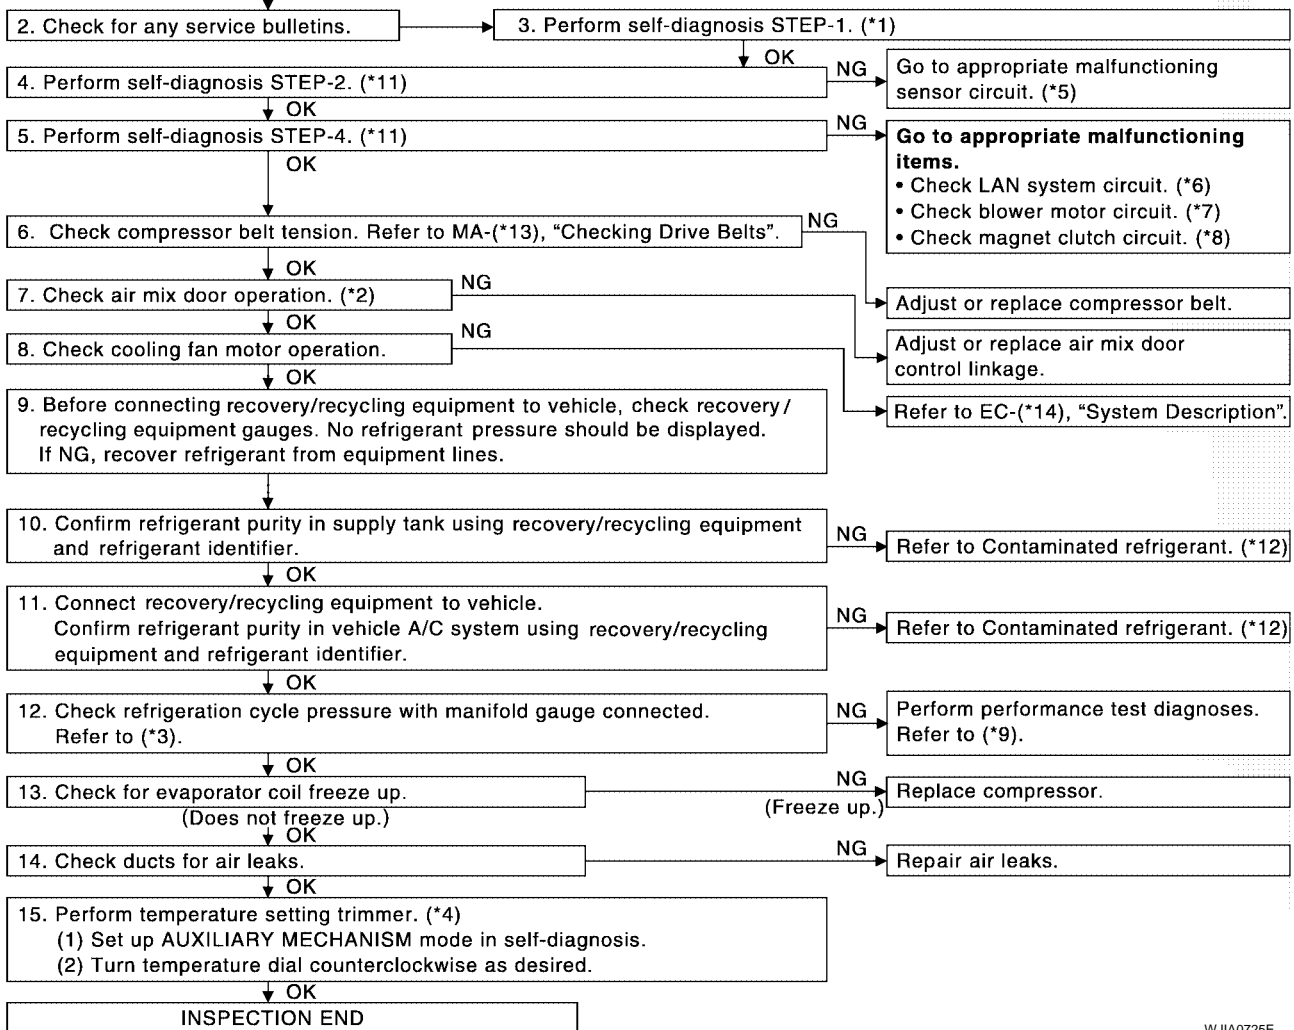 2. Check for any service bulletins.
3. Perform self-diagnosis STEP-1. (*1)
OK
4. Perform self-diagnosis STEP-2. (*11)
NG
Go to appropriate malfunctioning
sensor circuit. (*5)
OK
5. Perform self-diagnosis STEP-4. (*11)
NG
Go to appropriate malfunctioning
items.
• Check LAN system circuit. (*6)
• Check blower motor circuit. (*7)
• Check magnet clutch circuit. (*8)
OK
6. Check compressor belt tension. Refer to MA-(*13), “Checking Drive Belts”.
NG
Adjust or replace compressor belt.
OK
7. Check air mix door operation. (*2)
NG
Adjust or replace air mix door
control linkage.
OK
8. Check cooling fan motor operation.
NG
Refer to EC-(*14), “System Description”.
OK
9. Before connecting recovery/recycling equipment to vehicle, check recovery/
recycling equipment gauges. No refrigerant pressure should be displayed.
If NG, recover refrigerant from equipment lines.
10. Confirm refrigerant purity in supply tank using recovery/recycling equipment
and refrigerant identifier.
NG
Refer to Contaminated refrigerant. (*12)
OK
11. Connect recovery/recycling equipment to vehicle.
Confirm refrigerant purity in vehicle A/C system using recovery/recycling
equipment and refrigerant identifier.
NG
Refer to Contaminated refrigerant. (*12)
OK
12. Check refrigeration cycle pressure with manifold gauge connected.
Refer to (*3).
NG
Perform performance test diagnoses.
Refer to (*9).
OK
13. Check for evaporator coil freeze up.
NG
(Freeze up.)
Replace compressor.
(Does not freeze up.)
OK
14. Check ducts for air leaks.
NG
Repair air leaks.
OK
15. Perform temperature setting trimmer. (*4)
(1) Set up AUXILIARY MECHANISM mode in self-diagnosis.
(2) Turn temperature dial counterclockwise as desired.
OK
INSPECTION END